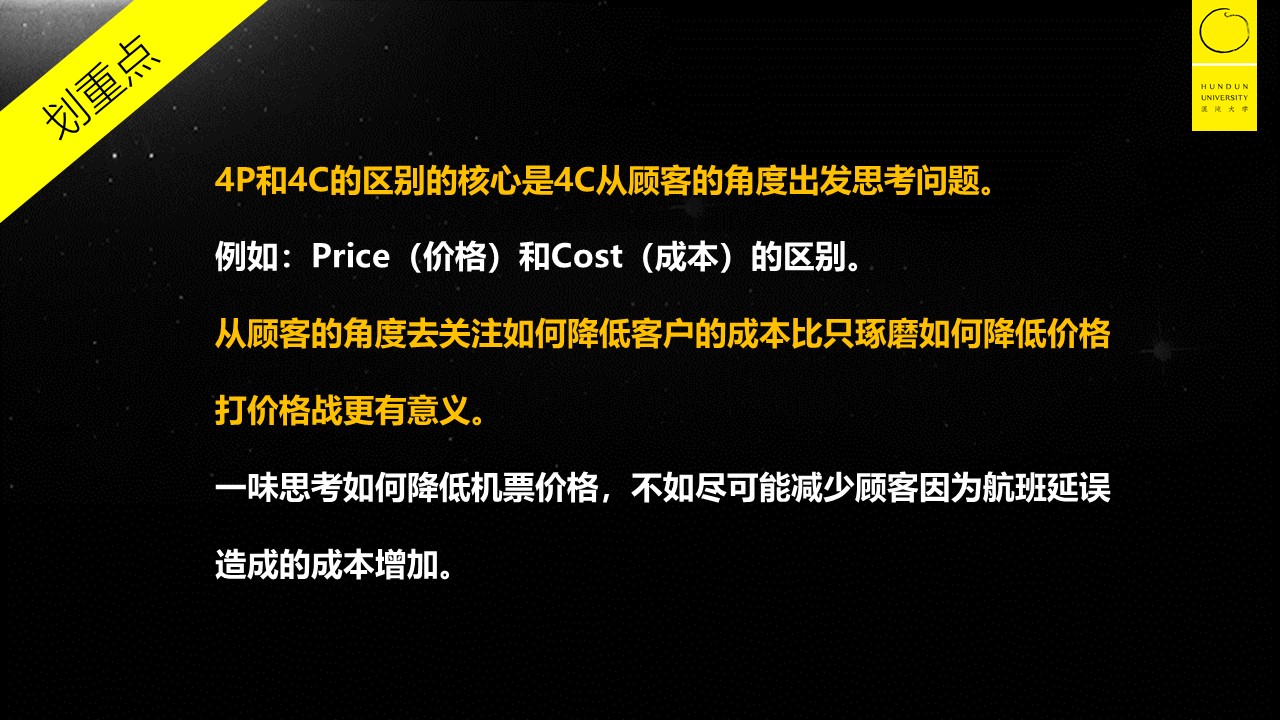 划重点
HUNDUN
UNIVERSITY
混沌大学
4P和4C的区别的核心是4C从顾客的角度出发思考问题。
例如：Price（价格）和Cost（成本）的区别。
从顾客的角度去关注如何降低客户的成本比只琢磨如何降低价格
打价格战更有意义。
一味思考如何降低机票价格，不如尽可能减少顾客因为航班延误
造成的成本增加。